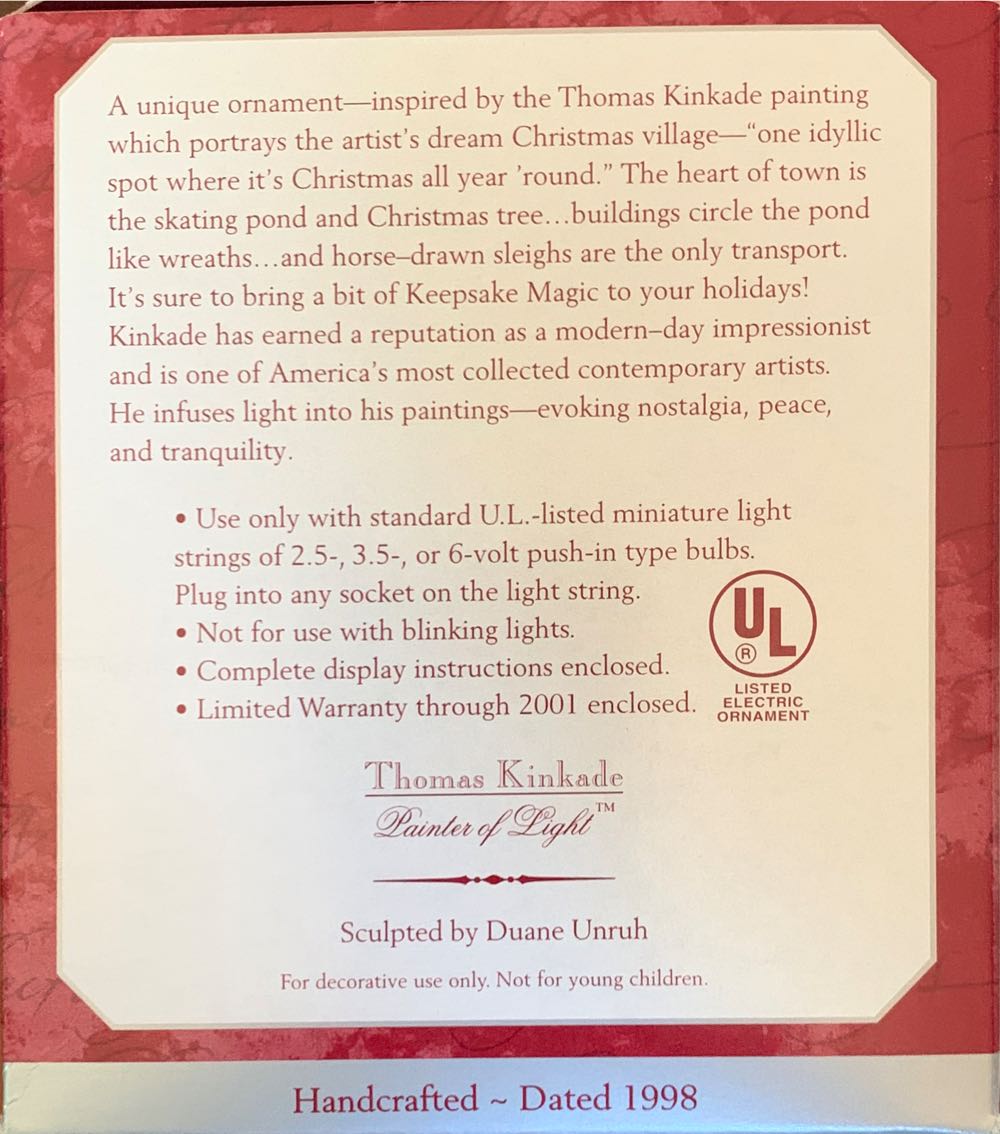 A unique ornament—inspired by the Thomas Kinkade painting
which portrays the artist's dream Christmas village—“one idyllic
spot where it's Christmas all year 'round.” The heart of town is
the skating pond and Christmas tree...buildings circle the pond
like wreaths...and horse–drawn sleighs are the only transport.
It's sure to bring a bit of Keepsake Magic to your holidays!
Kinkade has earned a reputation as a modern–day impressionist
and is one of America's most collected contemporary artists.
He infuses light into his paintings—evoking nostalgia, peace,
and tranquility.
• Use only with standard U.L.-listed miniature light
strings of 2.5-, 3.5-, or 6-volt push-in type bulbs.
Plug into any socket on the light string.
• Not for use with blinking lights.
• Complete display instructions enclosed.
• Limited Warranty through 2001 enclosed.
UL
®
LISTED
ELECTRIC
ORNAMENT
Thomas Kinkade
Painter of Light™
Sculpted by Duane Unruh
For decorative use only. Not for young children.
Handcrafted ~ Dated 1998